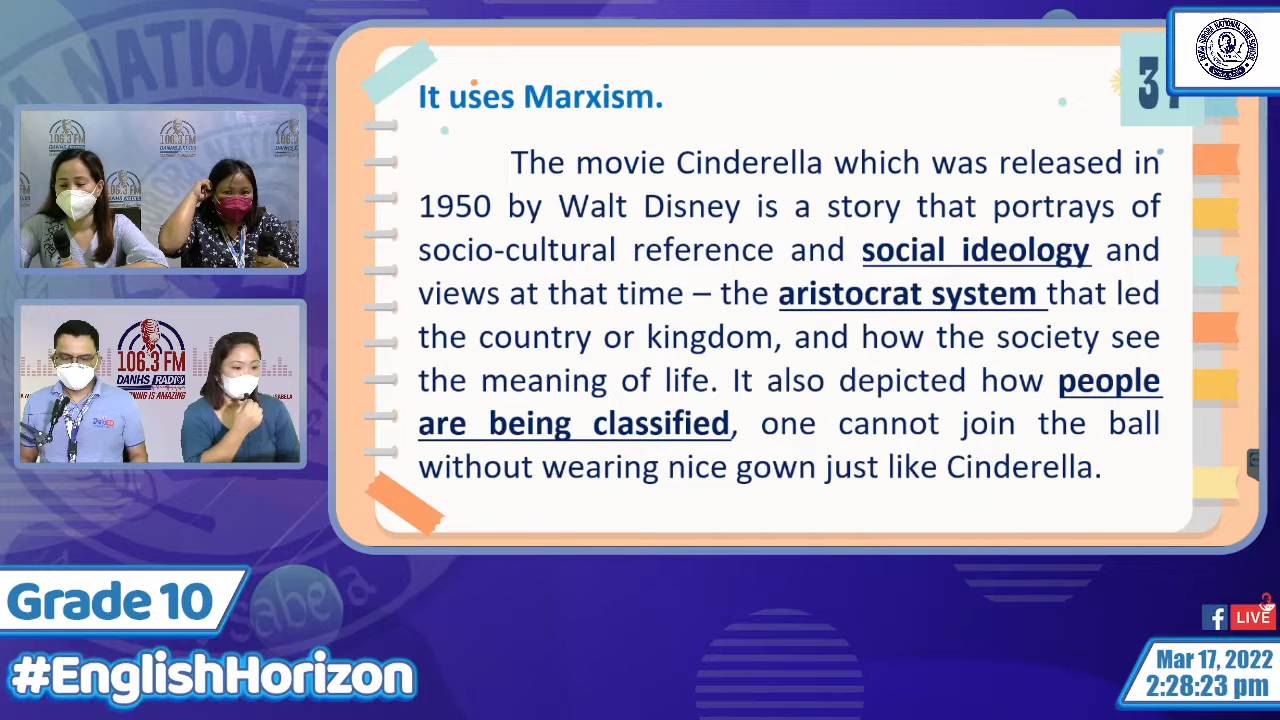 It uses Marxism.
The movie Cinderella which was released in
1950 by Walt Disney is a story that portrays of
socio-cultural reference and social ideology and
views at that time – the aristocrat system that led
the country or kingdom, and how the society see
the meaning of life. It also depicted how people
are being classified, one cannot join the ball
without wearing nice gown just like Cinderella.
106.3 FM
106.3 FM
106.3 FM
DANHS RADIO
Grade 10
#EnglishHorizon
f LIVE
Mar 17, 2022
2:28:23 pm